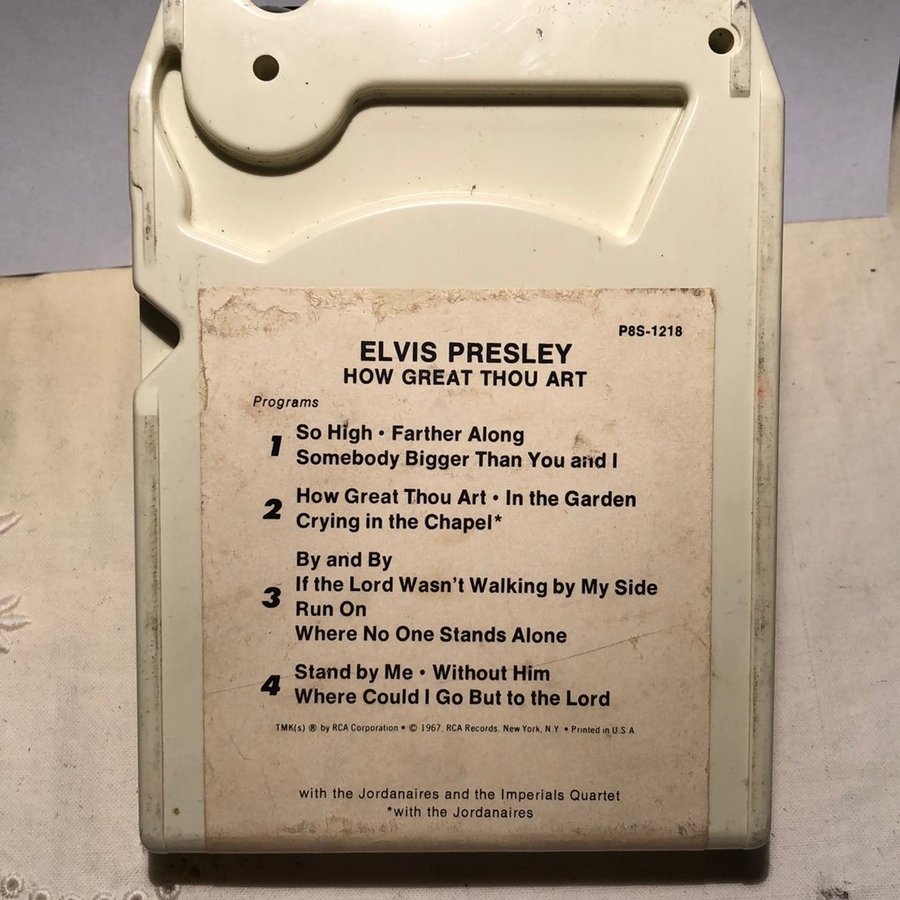 P8S-1218
ELVIS PRESLEY
HOW GREAT THOU ART
Programs
1 So High • Farther Along
Somebody Bigger Than You and I
2 How Great Thou Art • In the Garden
Crying in the Chapel*
3 By and By
If the Lord Wasn't Walking by My Side
Run On
Where No One Stands Alone
4 Stand by Me • Without Him
Where Could I Go But to the Lord
TMK(s) ® by RCA Corporation • © 1967, RCA Records, New York, N.Y • Printed in U.S.A
with the Jordanaires and the Imperials Quartet
*with the Jordanaires